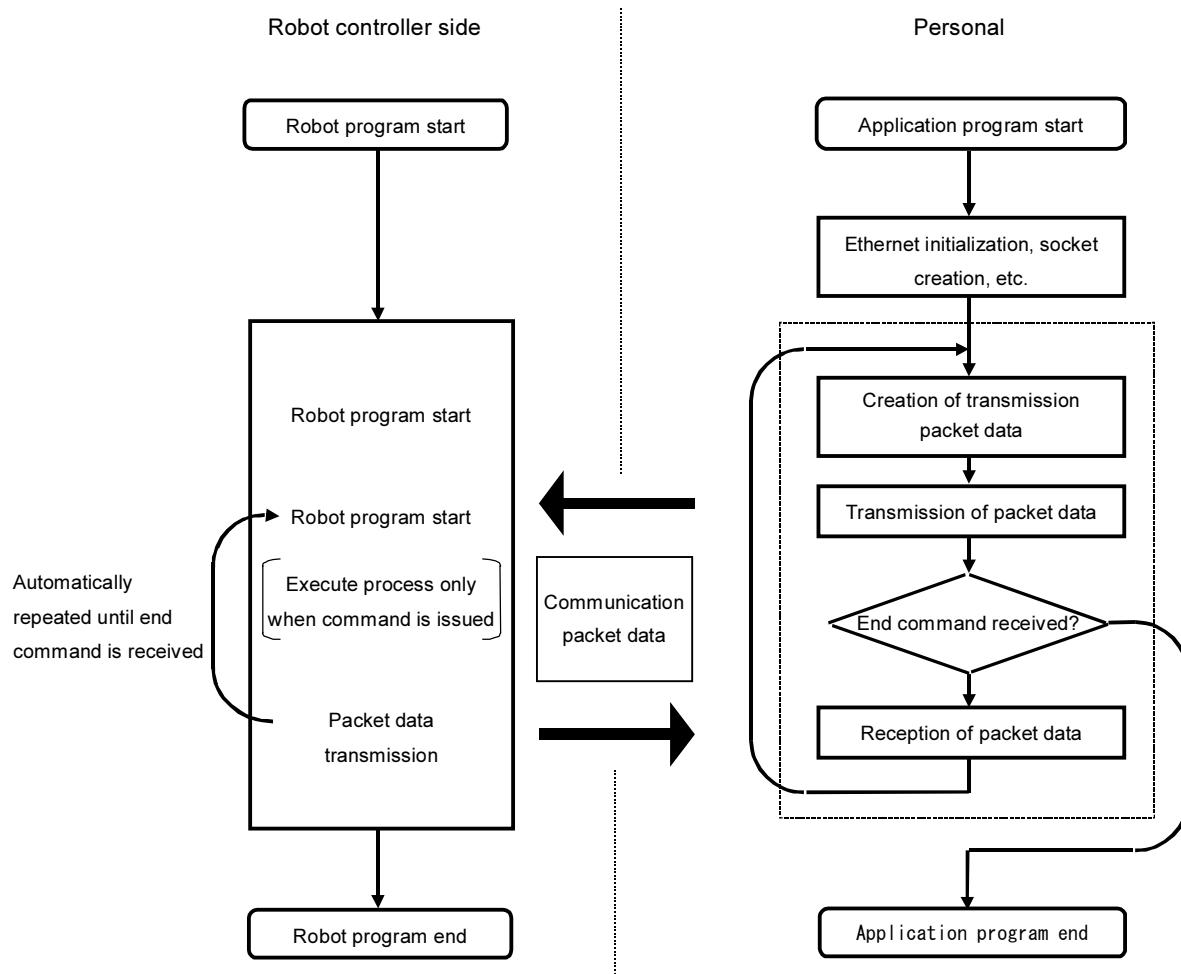 Robot controller side
Personal
Robot program start
Application program start
Ethernet initialization, socket
creation, etc.
Robot program start
Creation of transmission
packet data
Robot program start
Transmission of packet data
Execute process only
when command is issued
Automatically
repeated until end
command is received
Communication
packet data
End command received?
Packet data
transmission
Reception of packet data
Robot program end
Application program end